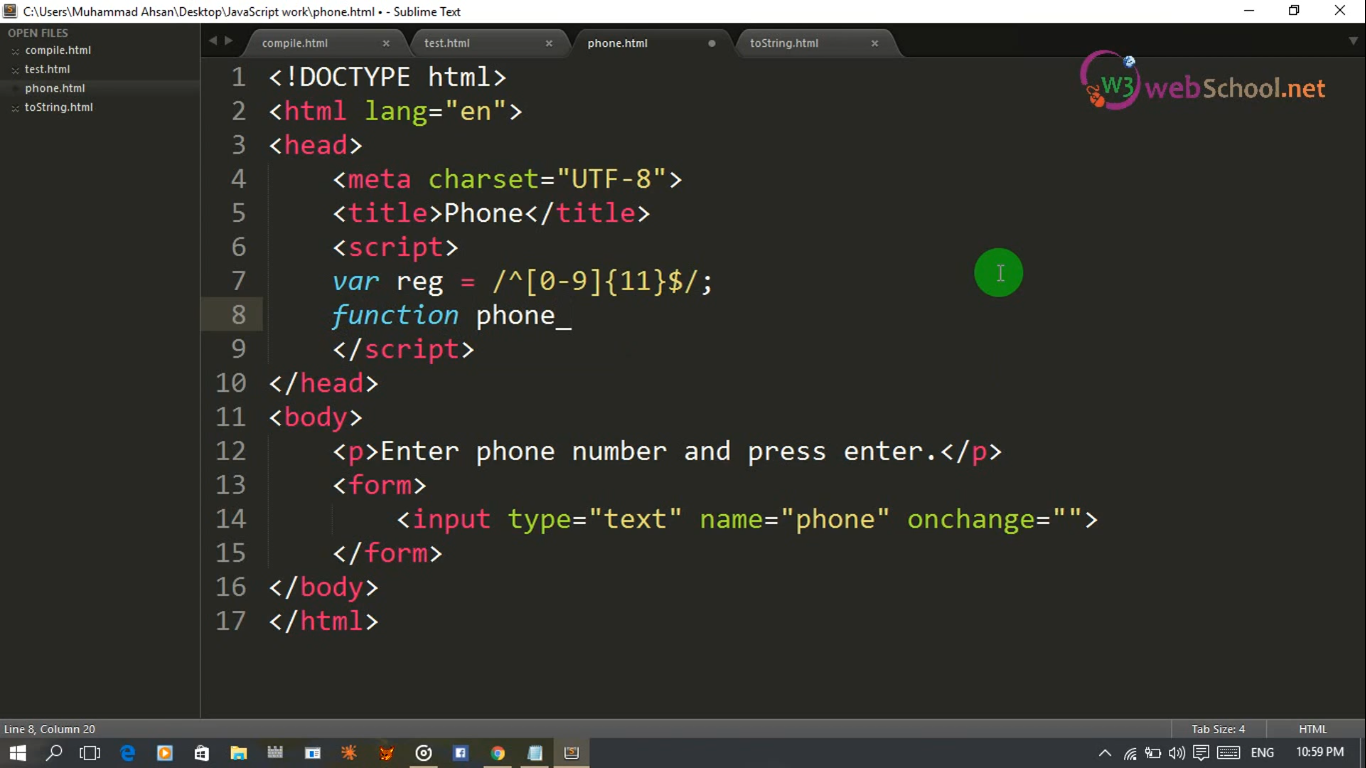 C:\Users\Muhammad Ahsan\Desktop\JavaScript work\phone.html • - Sublime Text
OPEN FILES
compile.html
test.html
phone.html
toString.html
compile.html test.html phone.html toString.html
W3webSchool.net
1 <!DOCTYPE html>
2 <html lang="en">
3 <head>
4 <meta charset="UTF-8">
5 <title>Phone</title>
6 <script>
7 var reg = /^[0-9]{11}$/;
8 function phone_
9 </script>
10 </head>
11 <body>
12 <p>Enter phone number and press enter.</p>
13 <form>
14 <input type="text" name="phone" onchange="">
15 </form>
16 </body>
17 </html>
Line 8, Column 20 Tab Size: 4 HTML
ENG 10:59 PM